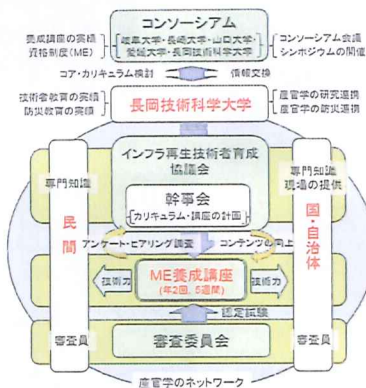 コンソーシアム
養成講座の実績
資格制度(ME)
岐阜大学・長崎大学・山口大学
愛媛大学・長岡技術科学大学
コンソーシアム会議
シンポジウムの開催
コア・カリキュラム検討
情報交換
技術者教育の実績
防災教育の実績
長岡技術科学大学
産官学の研究連携
産官学の防災連携
インフラ再生技術者育成
協議会
専門知識
専門知識
現場の提供
幹事会
カリキュラム・講座の計画
民間
国・自治体
アンケート・ヒアリング調査
コンテンツの向上
技術力
ME養成講座
(年2回、5週間)
技術力
認定試験
審査員
審査委員会
審査員
産官学のネットワーク